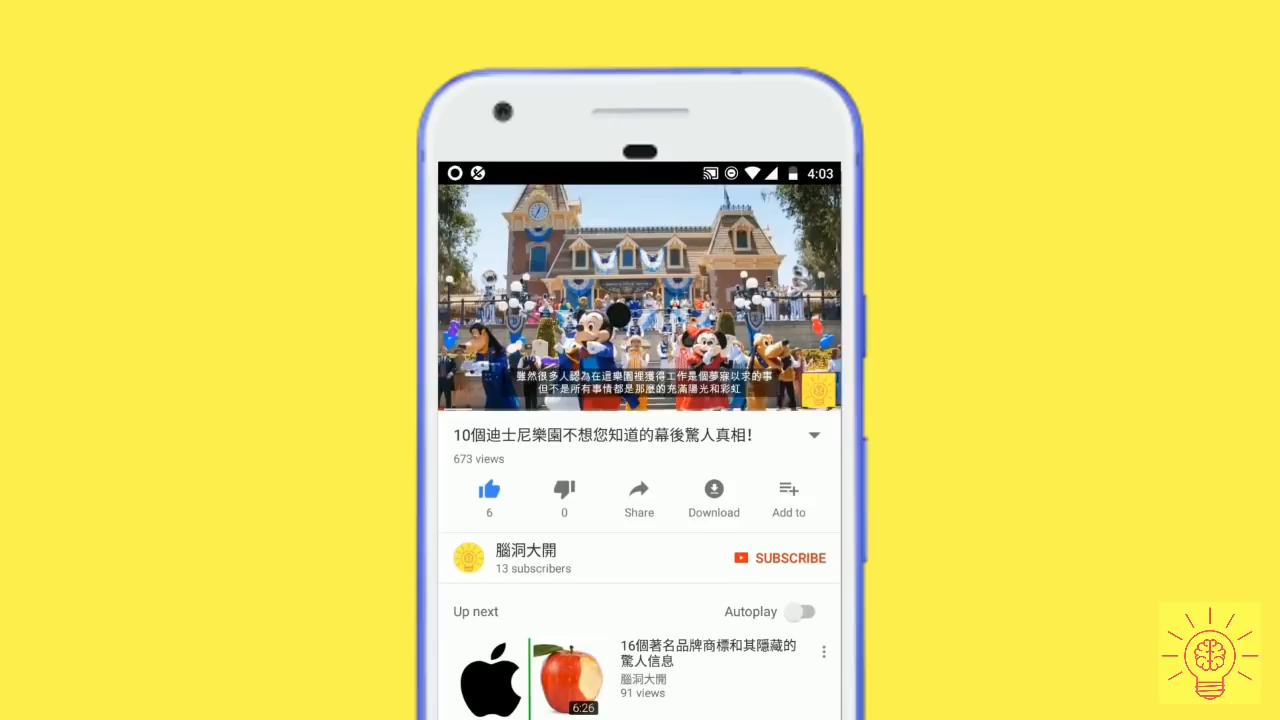 4:03
雖然很多人認為在這樂園裡獲得工作是個夢寐以求的事
但不是所有事情都是那麼的充滿陽光和彩虹
10個迪士尼樂園不想您知道的幕後驚人真相!
673 views
6
0
Share
Download
Add to
腦洞大開
13 subscribers
SUBSCRIBE
Up next
Autoplay
16個著名品牌商標和其隱藏的
驚人信息
腦洞大開
91 views
6:26